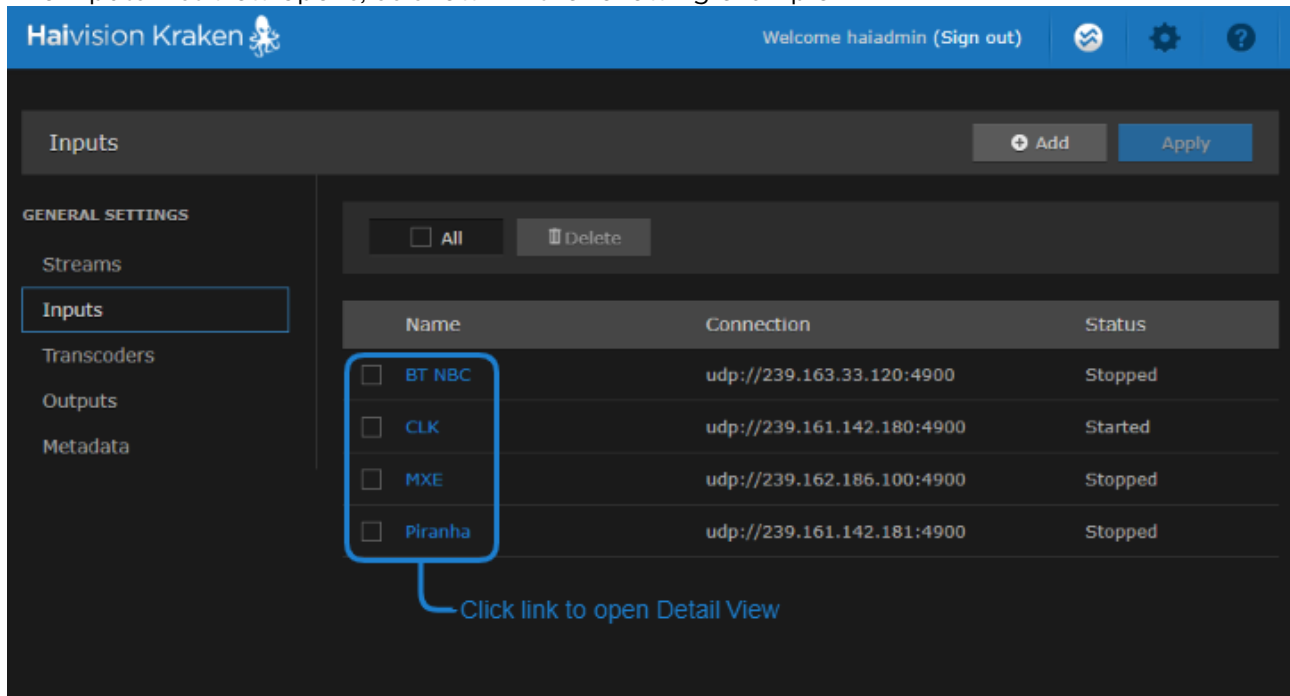 Haivision Kraken
Welcome haiadmin (Sign out)
Inputs
Add
Apply
GENERAL SETTINGS
Streams
Inputs
Transcoders
Outputs
Metadata
All
Delete
Name Connection Status
BT NBC udp://239.163.33.120:4900 Stopped
CLK udp://239.161.142.180:4900 Started
MXE udp://239.162.186.100:4900 Stopped
Piranha udp://239.161.142.181:4900 Stopped
Click link to open Detail View